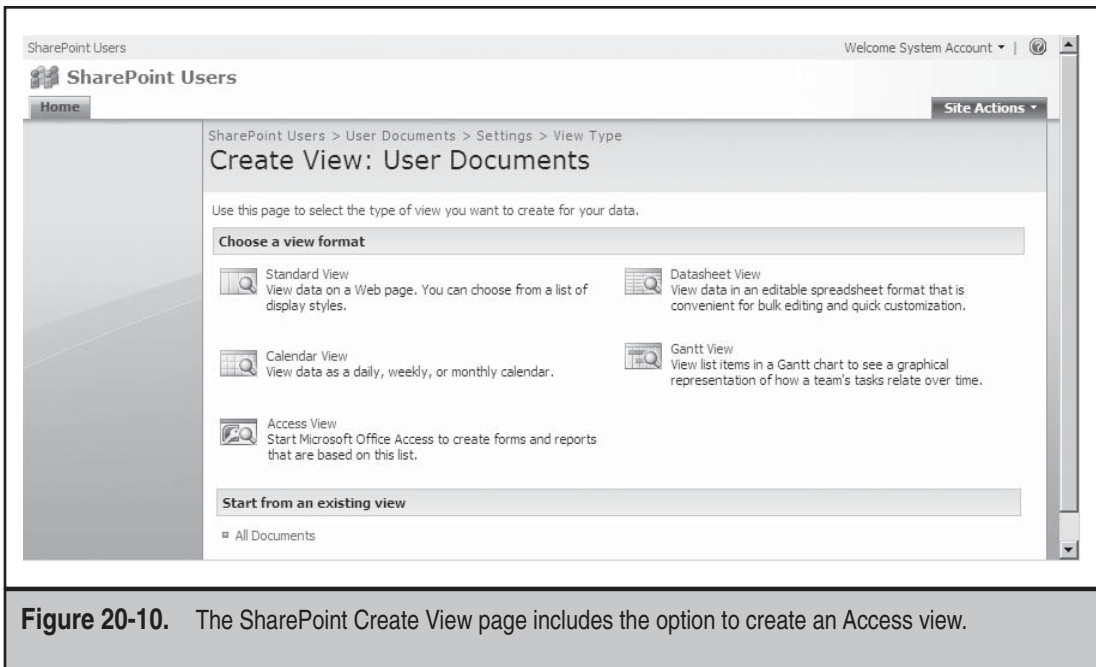 SharePoint Users
Welcome System Account
SharePoint Users
Home
Site Actions
SharePoint Users > User Documents > Settings > View Type
Create View: User Documents
Use this page to select the type of view you want to create for your data.
Choose a view format
Standard View
View data on a Web page. You can choose from a list of
display styles.
Datasheet View
View data in an editable spreadsheet format that is
convenient for bulk editing and quick customization.
Calendar View
View data as a daily, weekly, or monthly calendar.
Gantt View
View list items in a Gantt chart to see a graphical
representation of how a team's tasks relate over time.
Access View
Start Microsoft Office Access to create forms and reports
that are based on this list.
Start from an existing view
All Documents
Figure 20-10. The SharePoint Create View page includes the option to create an Access view.